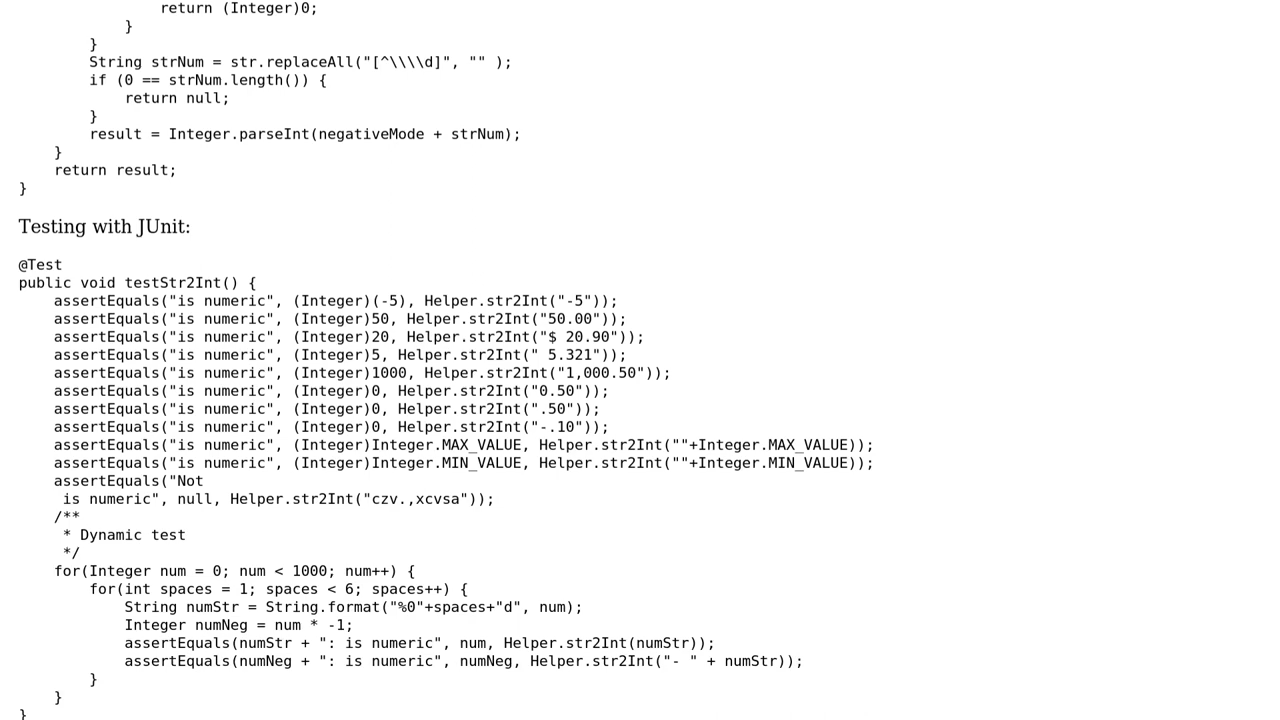 return (Integer)0;
            }
        }
        String strNum = str.replaceAll("[^\\\\d]", "" );
        if (0 == strNum.length()) {
            return null;
        }
        result = Integer.parseInt(negativeMode + strNum);
    }
    return result;
}
Testing with JUnit:
@Test
public void testStr2Int() {
    assertEquals("is numeric", (Integer)(-5), Helper.str2Int("-5"));
    assertEquals("is numeric", (Integer)50, Helper.str2Int("50.00"));
    assertEquals("is numeric", (Integer)20, Helper.str2Int("$ 20.90"));
    assertEquals("is numeric", (Integer)5, Helper.str2Int(" 5.321"));
    assertEquals("is numeric", (Integer)1000, Helper.str2Int("1,000.50"));
    assertEquals("is numeric", (Integer)0, Helper.str2Int("0.50"));
    assertEquals("is numeric", (Integer)0, Helper.str2Int(".50"));
    assertEquals("is numeric", (Integer)0, Helper.str2Int("-.10"));
    assertEquals("is numeric", (Integer)Integer.MAX_VALUE, Helper.str2Int(""+Integer.MAX_VALUE));
    assertEquals("is numeric", (Integer)Integer.MIN_VALUE, Helper.str2Int(""+Integer.MIN_VALUE));
    assertEquals("Not
     is numeric", null, Helper.str2Int("czv.,xcvsa"));
    /**
     * Dynamic test
     */
    for(Integer num = 0; num < 1000; num++) {
        for(int spaces = 1; spaces < 6; spaces++) {
            String numStr = String.format("%0"+spaces+"d", num);
            Integer numNeg = num * -1;
            assertEquals(numStr + ": is numeric", num, Helper.str2Int(numStr));
            assertEquals(numNeg + ": is numeric", numNeg, Helper.str2Int("- " + numStr));
        }
    }
}